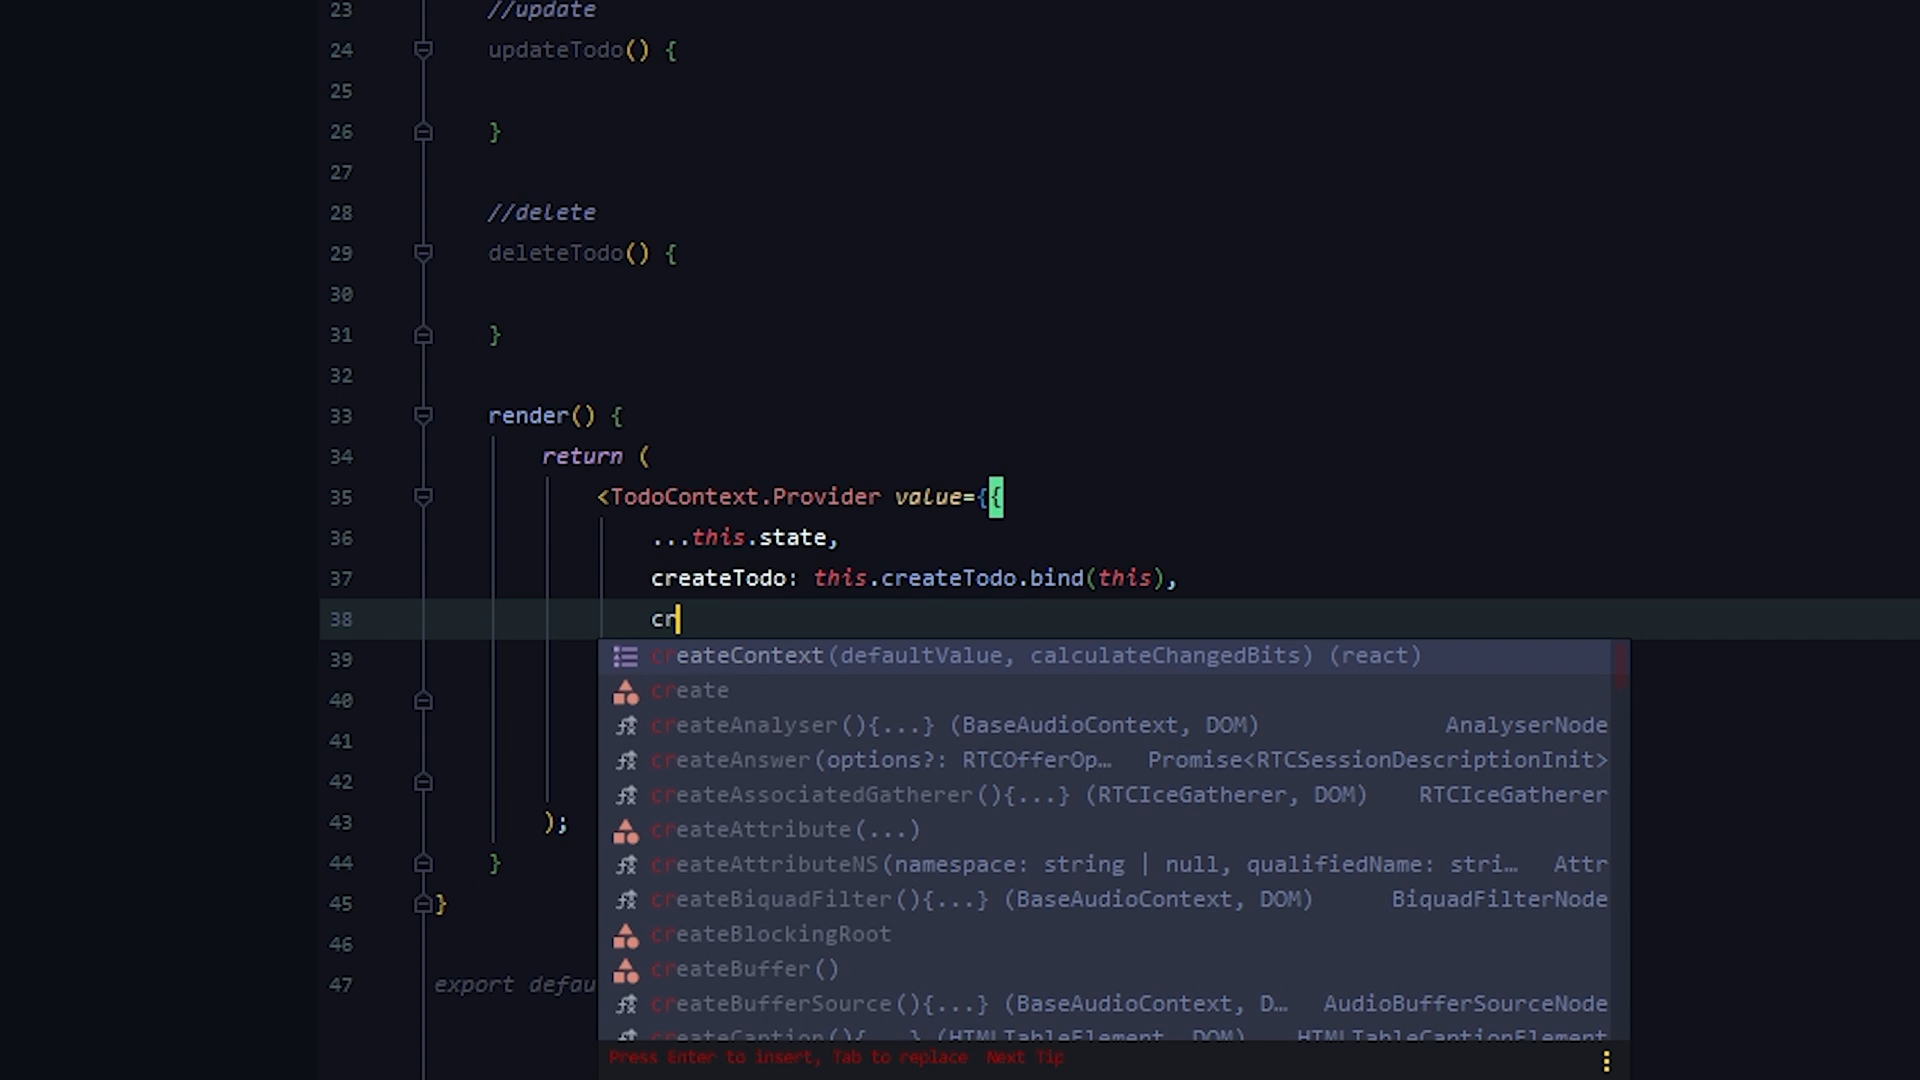 23 //update
24 updateTodo() {
25
26 }
27
28 //delete
29 deleteTodo() {
30
31 }
32
33 render() {
34 return (
35 <TodoContext.Provider value={{
36 ...this.state,
37 createTodo: this.createTodo.bind(this),
38 cr
39 createContext(defaultValue, calculateChangedBits) (react)
40 create
createAnalyser(){...} (BaseAudioContext, DOM) AnalyserNode
41
createAnswer(options?: RTCOfferOp… Promise<RTCSessionDescriptionInit>
42
createAssociatedGatherer(){...} (RTCIceGatherer, DOM) RTCIceGatherer
43 );
createAttribute(...)
44 }
createAttributeNS(namespace: string | null, qualifiedName: stri… Attr
45 }
createBiquadFilter(){...} (BaseAudioContext, DOM) BiquadFilterNode
46
createBlockingRoot
createBuffer()
47 export defau
createBufferSource(){...} (BaseAudioContext, D… AudioBufferSourceNode
createCaption(){...} (HTMLTableElement, DOM) HTMLTableCaptionElement
Press Enter to insert, Tab to replace Next Tip